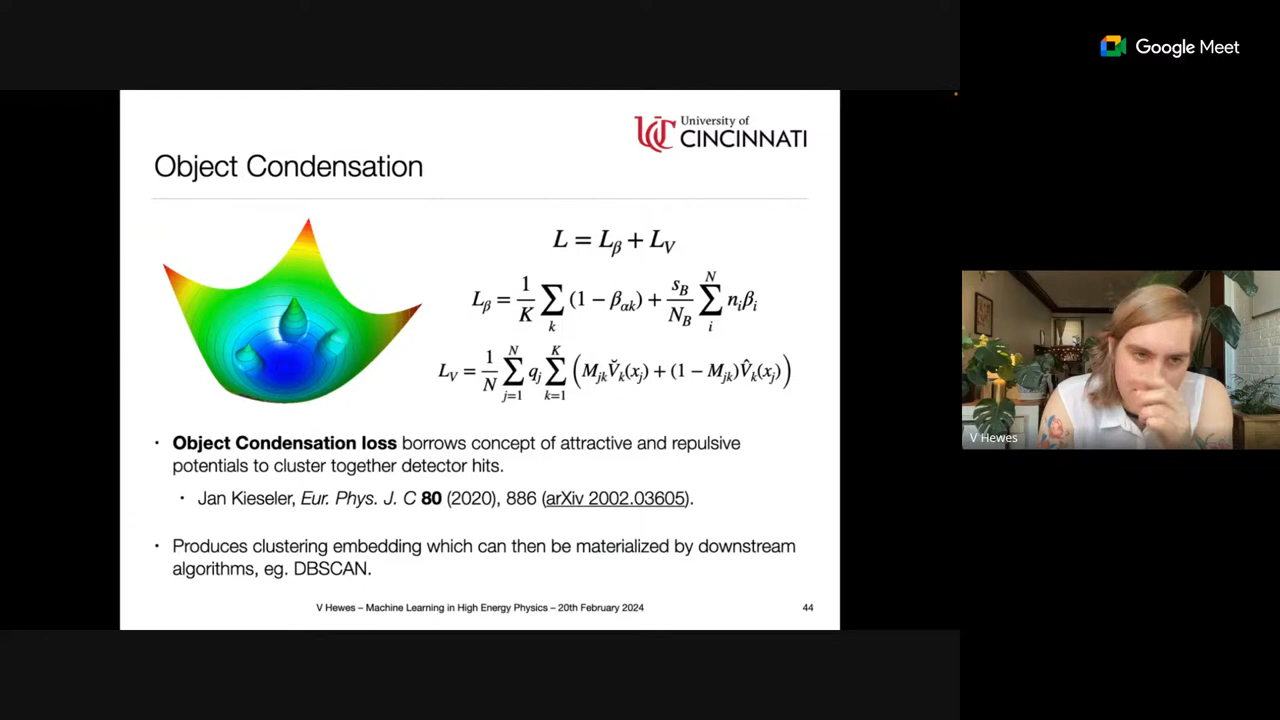 Google Meet
University of
CINCINNATI
Object Condensation
L = L_β + L_V
L_β = 1/K ∑_k (1 − β_αk) + s_B/N_B ∑_i^N n_iβ_i
L_V = 1/N ∑_{j=1}^N q_j ∑_{k=1}^K (M_jk V̆_k(x_j) + (1 − M_jk)V̂_k(x_j))
· Object Condensation loss borrows concept of attractive and repulsive
potentials to cluster together detector hits.
· Jan Kieseler, Eur. Phys. J. C 80 (2020), 886 (arXiv 2002.03605).
· Produces clustering embedding which can then be materialized by downstream
algorithms, eg. DBSCAN.
V Hewes – Machine Learning in High Energy Physics – 20th February 2024
44
V Hewes